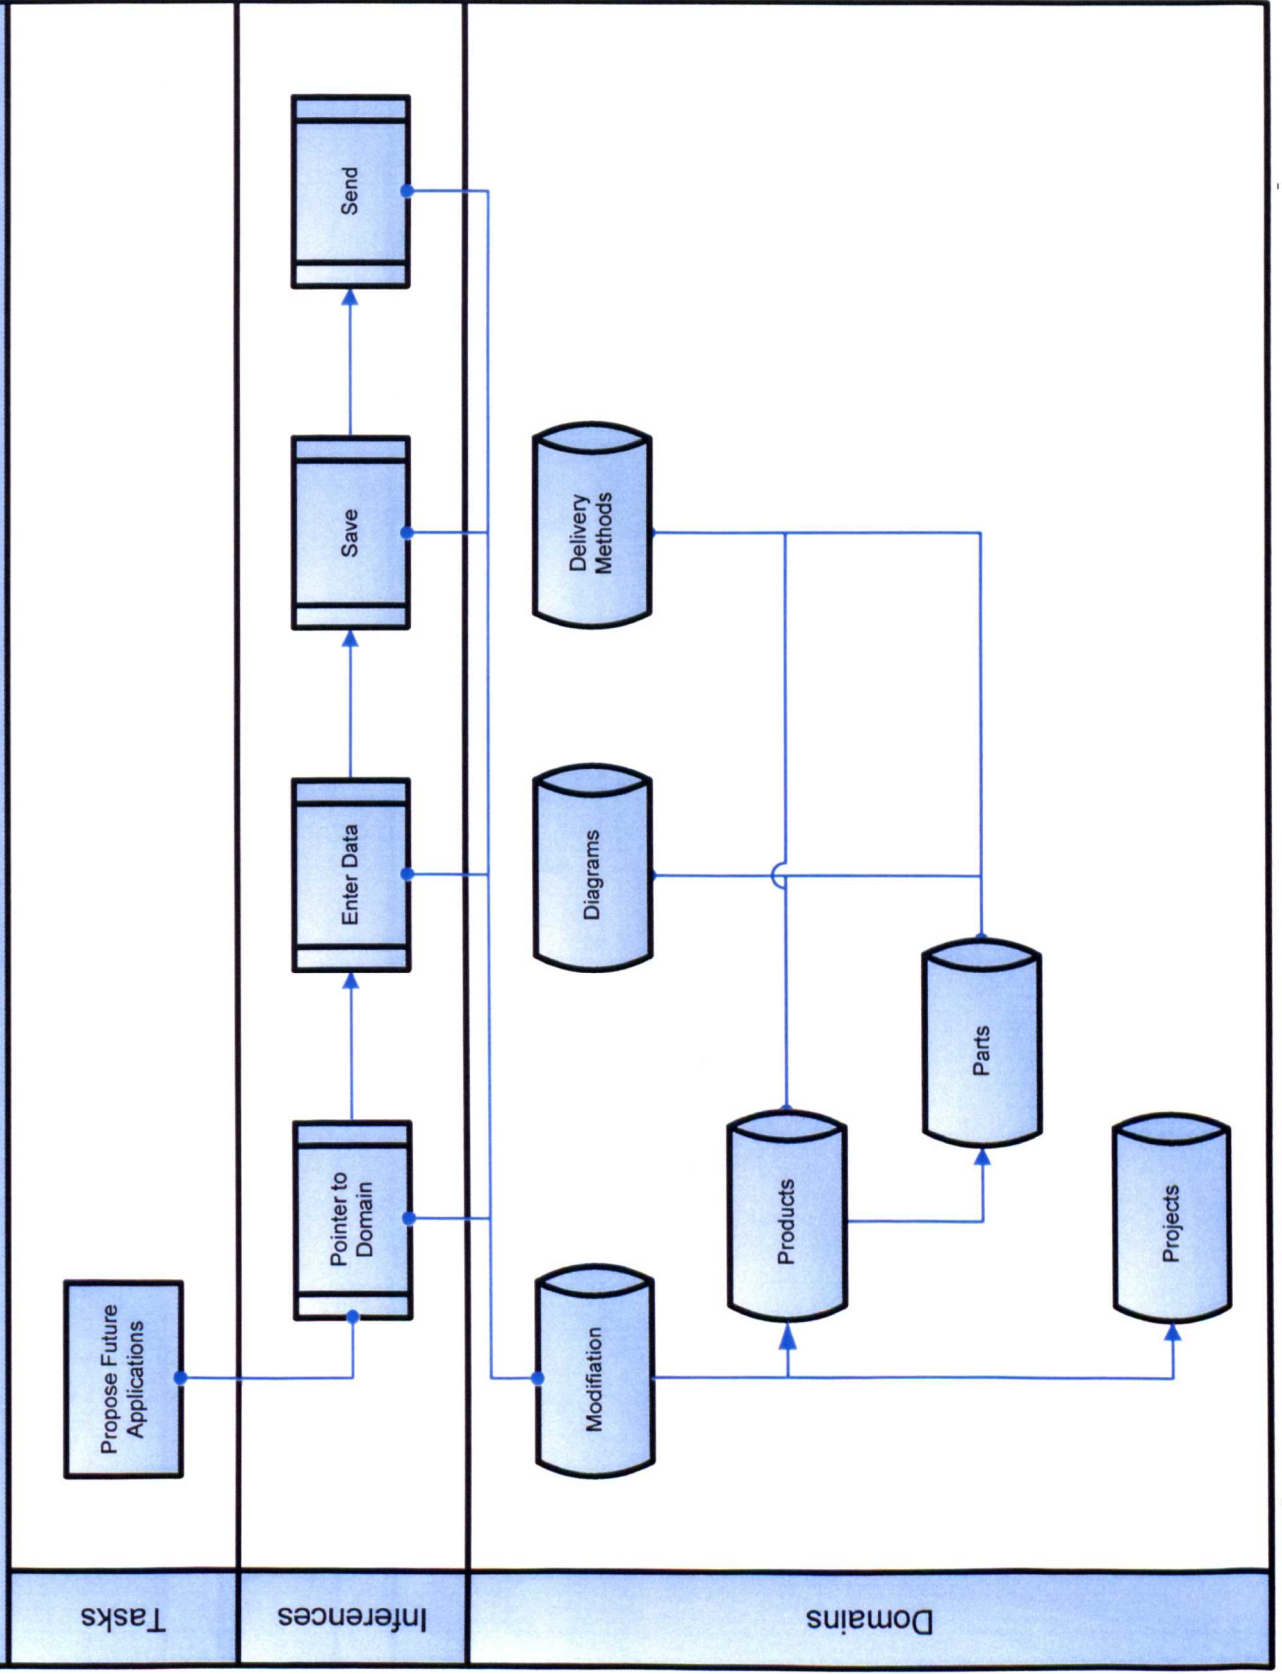 Tasks
Propose Future
Applications
Inferences
Pointer to
Domain
Enter Data
Save
Send
Domains
Modifiation
Diagrams
Delivery
Methods
Products
Parts
Projects